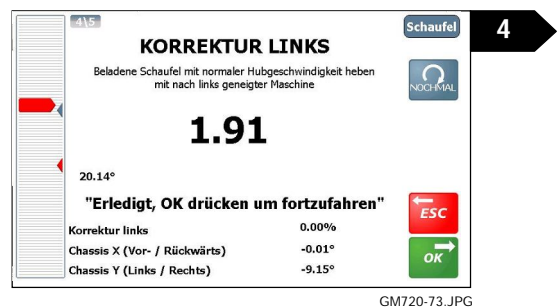 4\5
Schaufel
4
KORREKTUR LINKS
Beladene Schaufel mit normaler Hubgeschwindigkeit heben
mit nach links geneigter Maschine
NOCHMAL
1.91
20.14°
"Erledigt, OK drücken um fortzufahren"
ESC
Korrektur links 0.00%
Chassis X (Vor- / Rückwärts) -0.01°
OK
Chassis Y (Links / Rechts) -9.15°
GM720-73.JPG